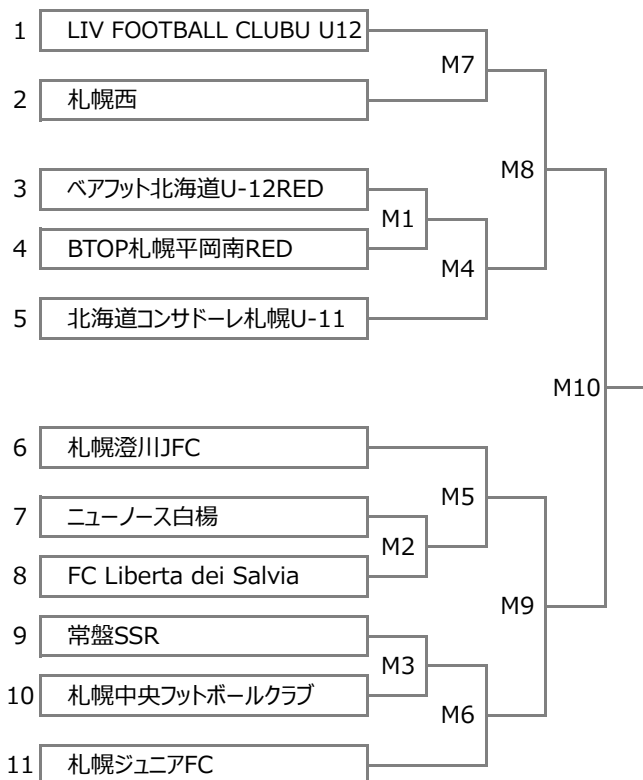 1 LIV FOOTBALL CLUBU U12
M7
2 札幌西
M8
3 ベアフット北海道U-12RED
M1
4 BTOP札幌平岡南RED
M4
5 北海道コンサドーレ札幌U-11
M10
6 札幌澄川JFC
M5
7 ニューノース白楊
M2
8 FC Liberta dei Salvia
M9
9 常盤SSR
M3
10 札幌中央フットボールクラブ
M6
11 札幌ジュニアFC